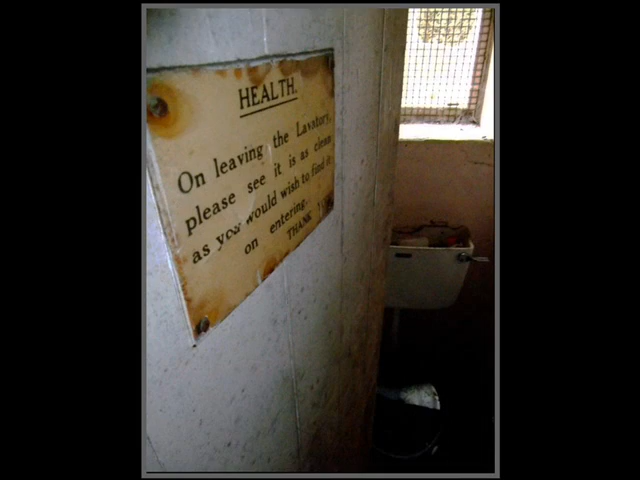 HEALTH.
On leaving the Lavatory,
please see it is as clean
as you would wish to find it
on entering.
THANK